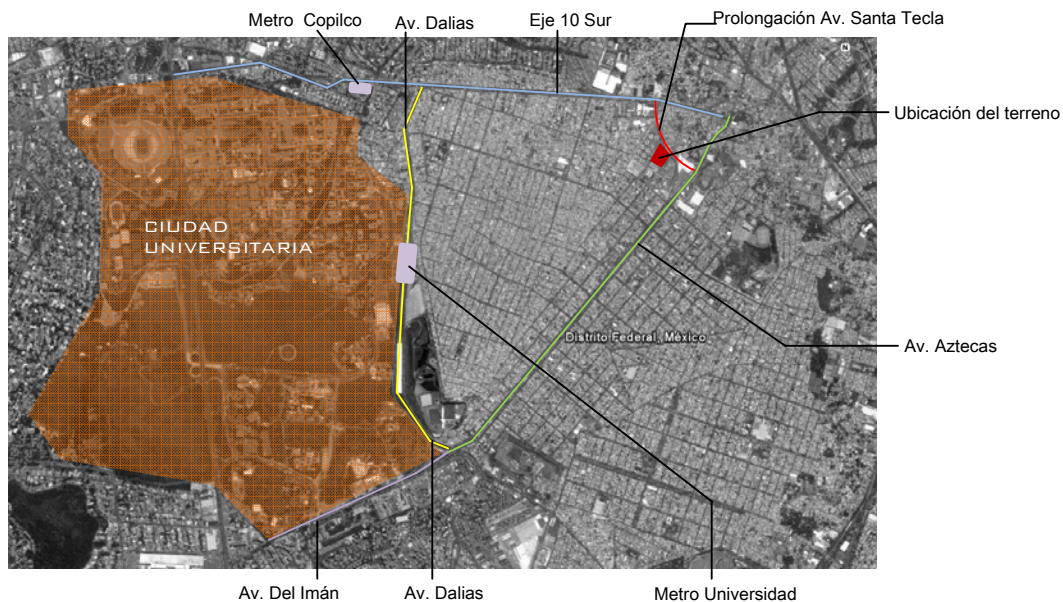 Metro Copilco
Av. Dalias
Eje 10 Sur
Prolongación Av. Santa Tecla
Ubicación del terreno
CIUDAD
UNIVERSITARIA
Distrito Federal, México
Av. Aztecas
Av. Del Imán
Av. Dalias
Metro Universidad